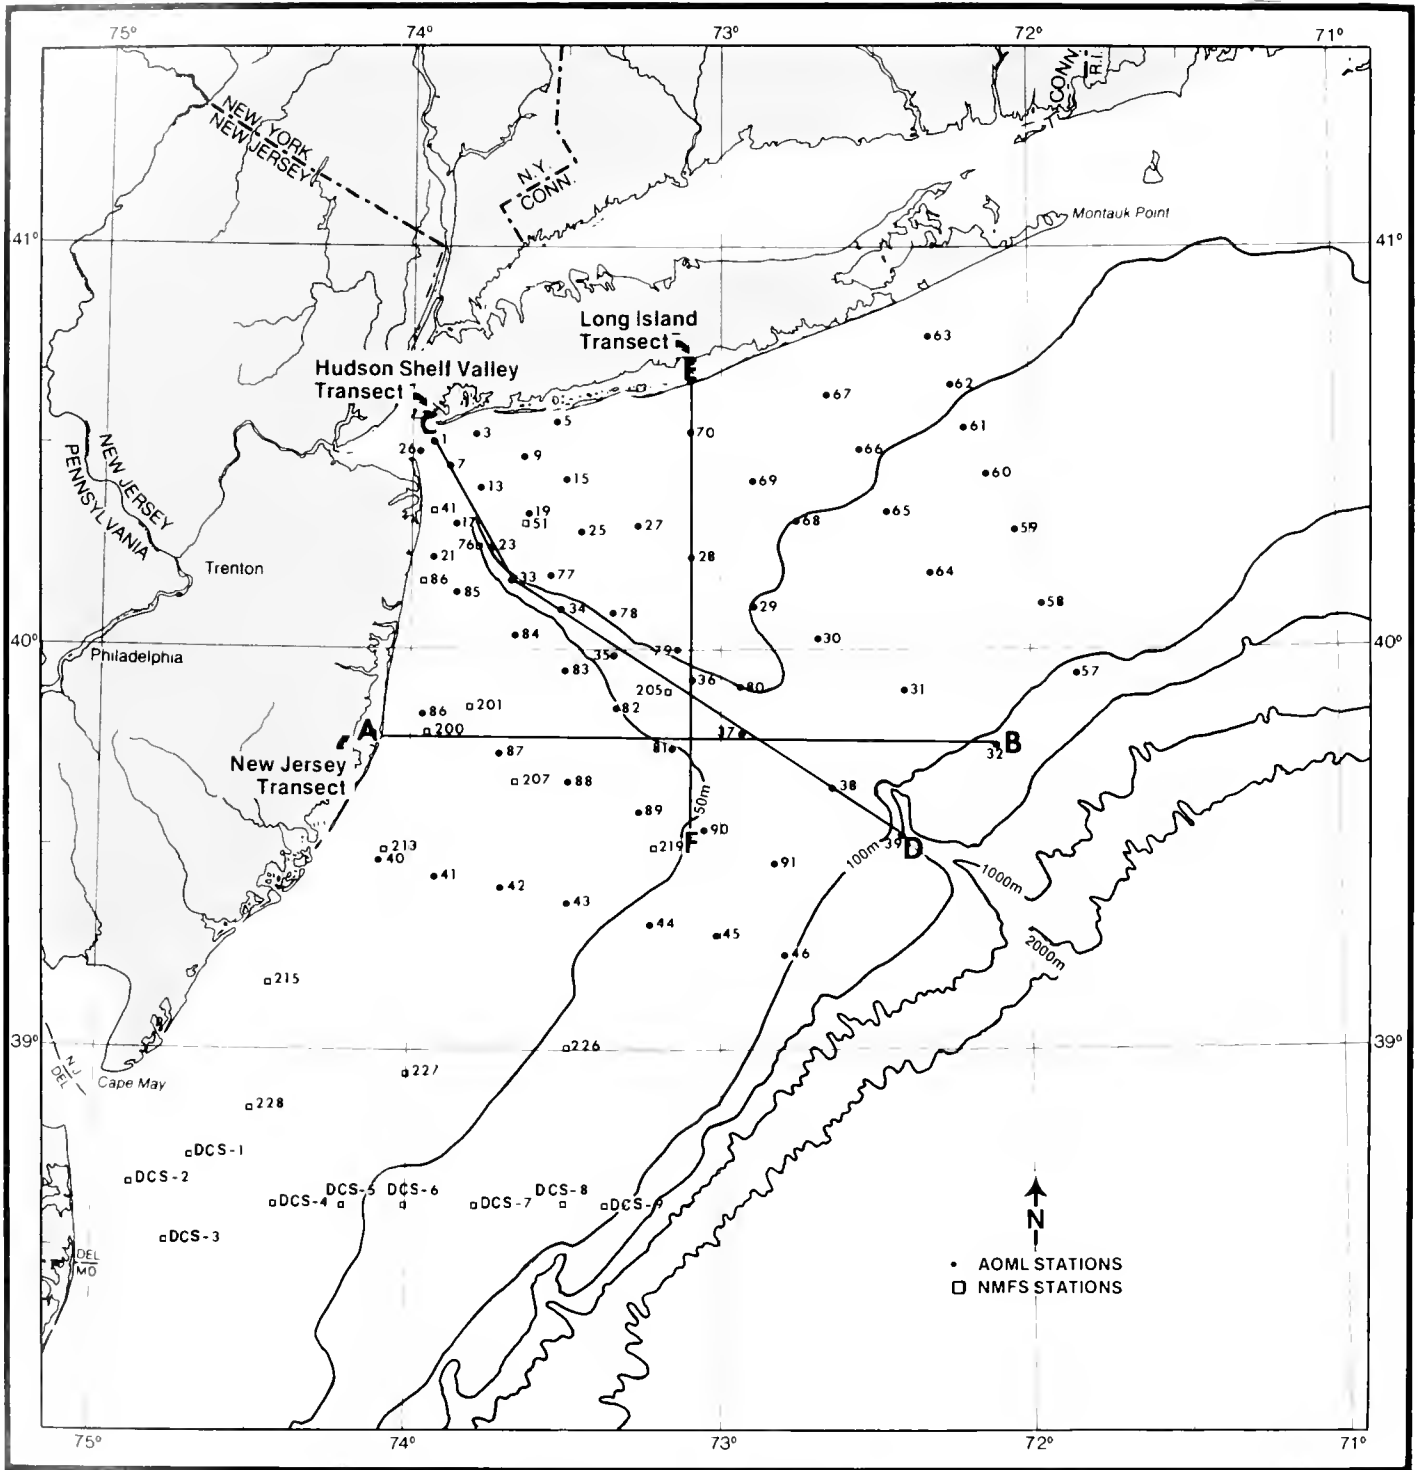 75° 74° 73° 72° 71°
NEW YORK
NEW JERSEY
N.Y.
CONN.
CONN.
R.I.
Montauk Point
41° 41°
Long Island
Transect
E
Hudson Shelf Valley
Transect
C
63
62
67
61
5
3
1
70
26
7
9
66
60
13
15
69
NEW JERSEY
PENNSYLVANIA
41
19
51
17
25
27
68
65
59
76
23
21
28
Trenton
86
33
77
64
85
34
78
29
58
84
30
40° 40°
Philadelphia
35
79
83
57
36
80
205
31
86
201
82
A
200
37
B
32
81
87
New Jersey
Transect
207
88
38
50m
89
90
F
219
100m
39
D
213
40
91
1000m
41
42
43
44
45
46
2000m
215
39° 39°
226
N.J.
DEL
Cape May
227
228
DCS-1
DCS-2
DCS-4
DCS-5
DCS-6
DCS-7
DCS-8
DCS-9
DCS-3
N
DEL
MD
AOML STATIONS
NMFS STATIONS
75° 74° 73° 72° 71°